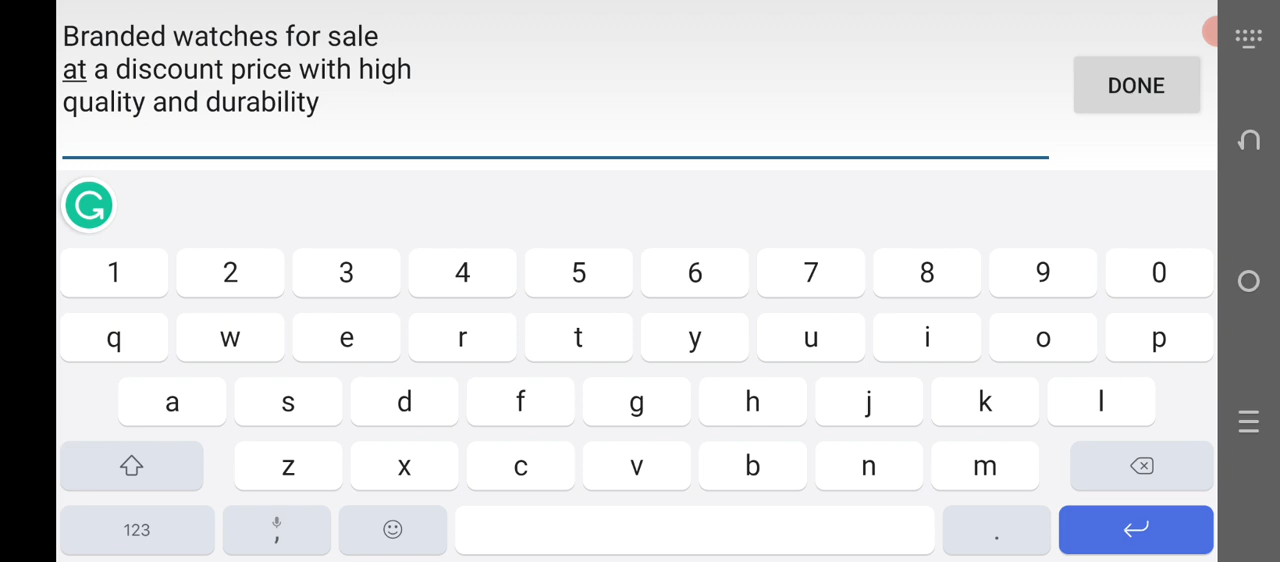 Branded watches for sale
at a discount price with high
quality and durability
DONE
1 2 3 4 5 6 7 8 9 0
q w e r t y u i o p
a s d f g h j k l
z x c v b n m
123 , .